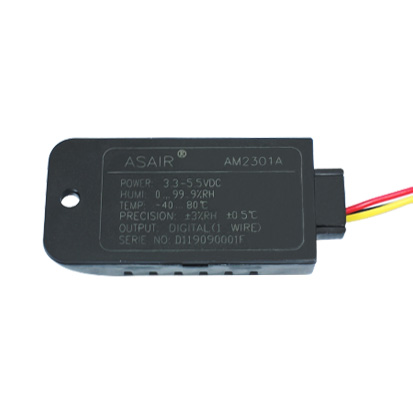 ASAIR®
AM2301A
POWER: 3.3-5.5VDC
HUMI: 0...99.9%RH
TEMP: -40...80℃
PRECISION: ±3%RH ±0.5℃
OUTPUT: DIGITAL(1 WIRE)
SERIE NO: D119090001F